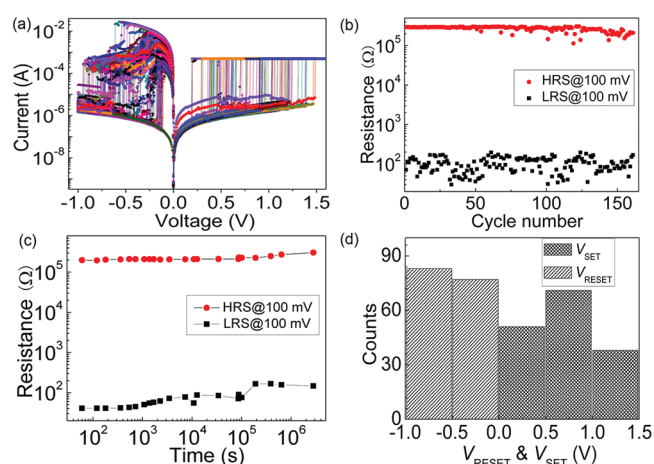 (a)
Current (A)
10⁻²
10⁻⁴
10⁻⁶
10⁻⁸
-1.0 -0.5 0.0 0.5 1.0 1.5
Voltage (V)
(b)
Resistance (Ω)
10⁵
10⁴
10³
10²
HRS@100 mV
LRS@100 mV
0 50 100 150
Cycle number
(c)
Resistance (Ω)
10⁵
10⁴
10³
10²
HRS@100 mV
LRS@100 mV
10² 10³ 10⁴ 10⁵ 10⁶
Time (s)
(d)
Counts
90
60
30
0
V_SET
V_RESET
-1.0 -0.5 0.0 0.5 1.0 1.5
V_RESET & V_SET (V)